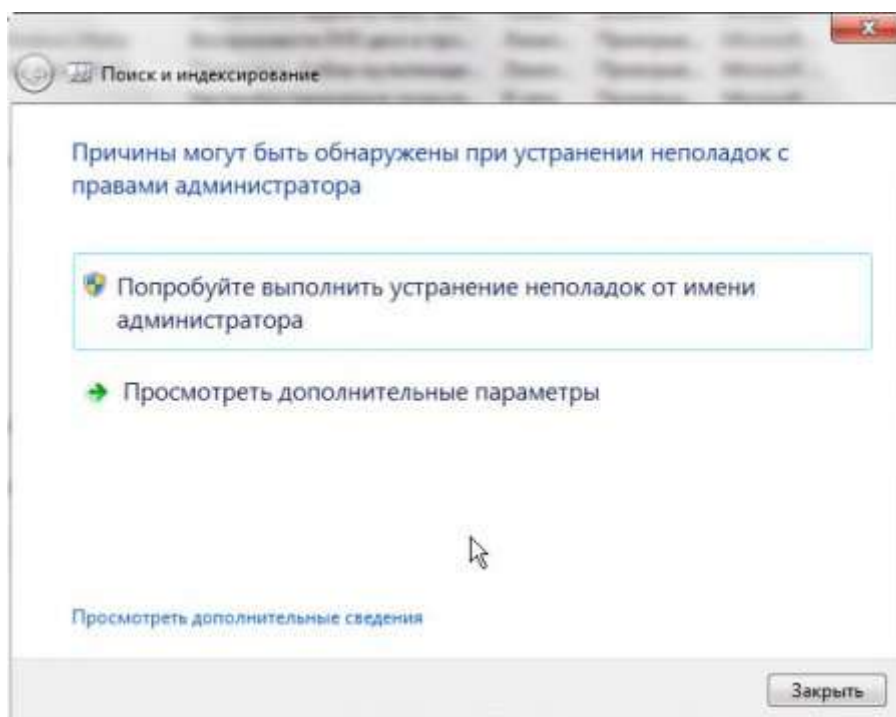 Поиск и индексирование
Причины могут быть обнаружены при устранении неполадок с
правами администратора
Попробуйте выполнить устранение неполадок от имени
администратора
Просмотреть дополнительные параметры
Просмотреть дополнительные сведения
Закрыть